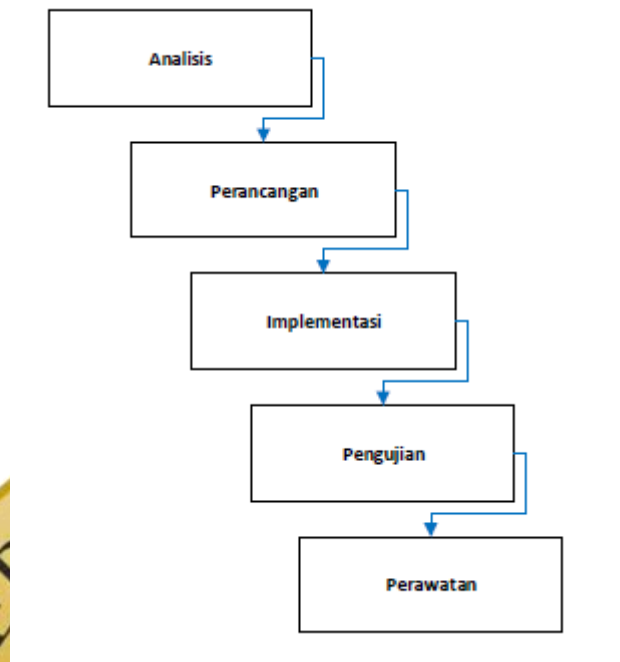 Analisis
Perancangan
Implementasi
Pengujian
Perawatan